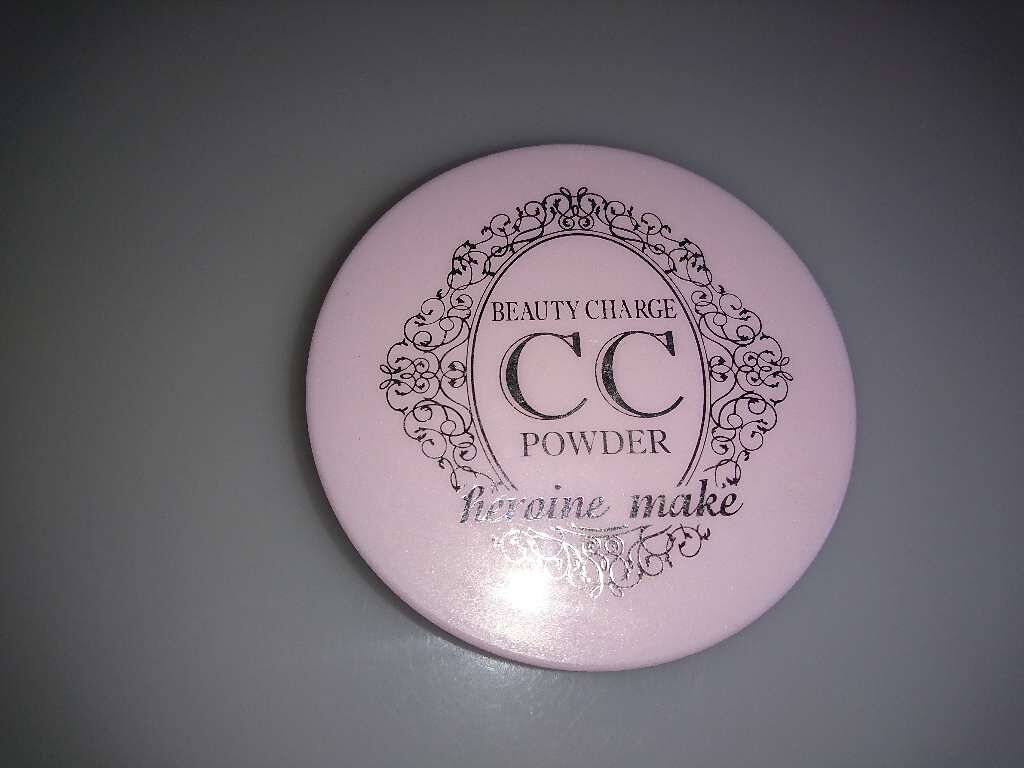 BEAUTY CHARGE
CC
POWDER
heroine make